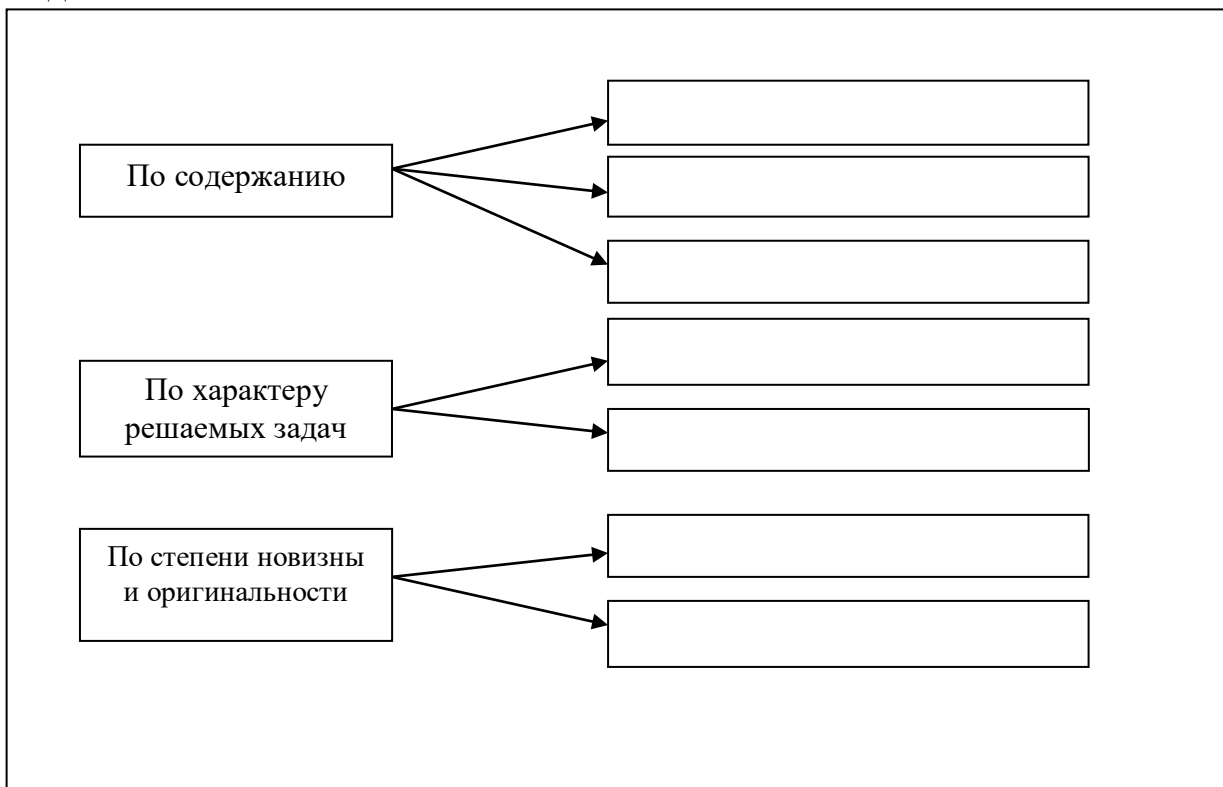 По содержанию
По характеру
решаемых задач
По степени новизны
и оригинальности